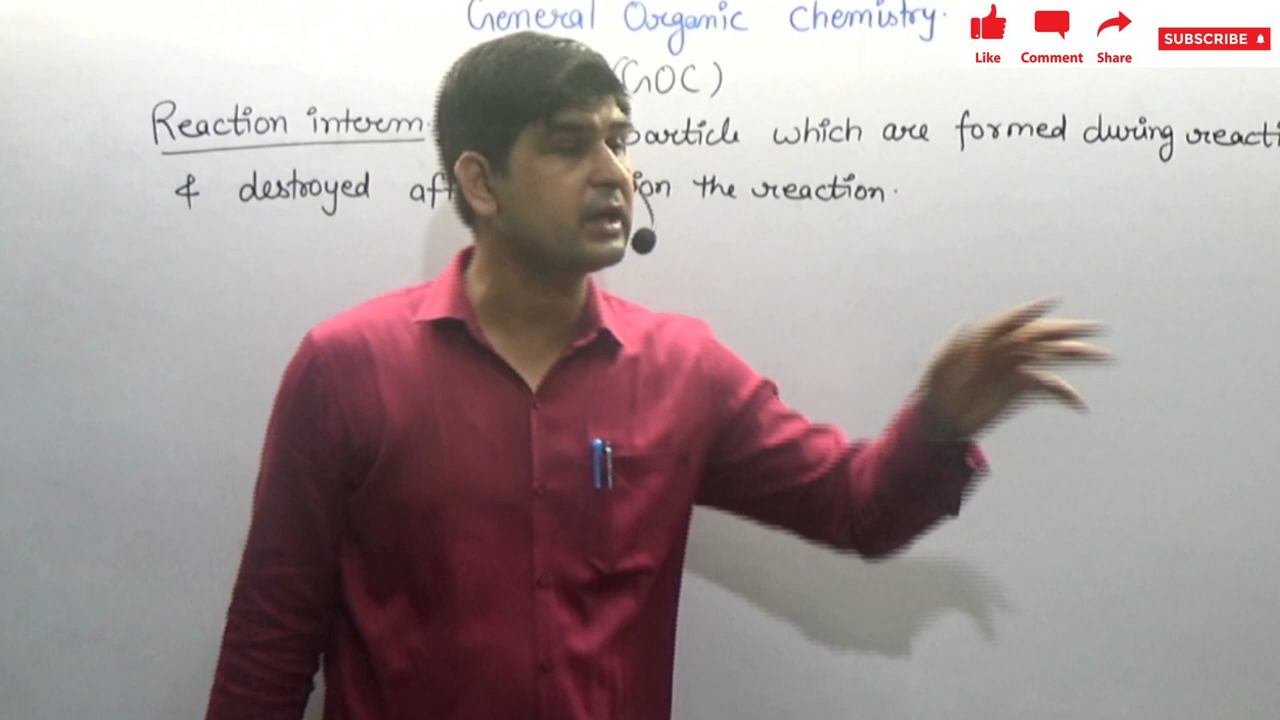 General Organic Chemistry.
(GOC)
Like Comment Share SUBSCRIBE
Reaction interm particle which are formed during reacti
& destroyed aft ion the reaction.